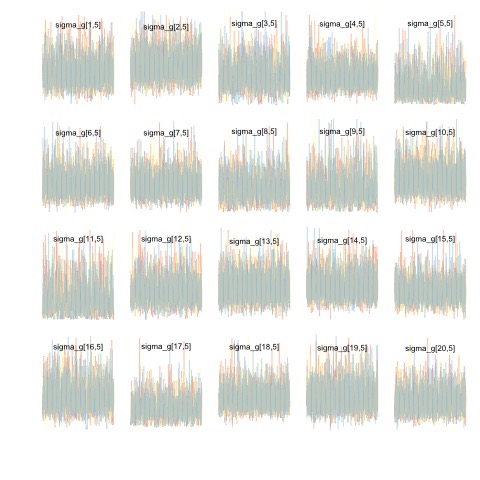 sigma_g[1,5] sigma_g[2,5] sigma_g[3,5] sigma_g[4,5] sigma_g[5,5]
sigma_g[6,5] sigma_g[7,5] sigma_g[8,5] sigma_g[9,5] sigma_g[10,5]
sigma_g[11,5] sigma_g[12,5] sigma_g[13,5] sigma_g[14,5] sigma_g[15,5]
sigma_g[16,5] sigma_g[17,5] sigma_g[18,5] sigma_g[19,5] sigma_g[20,5]